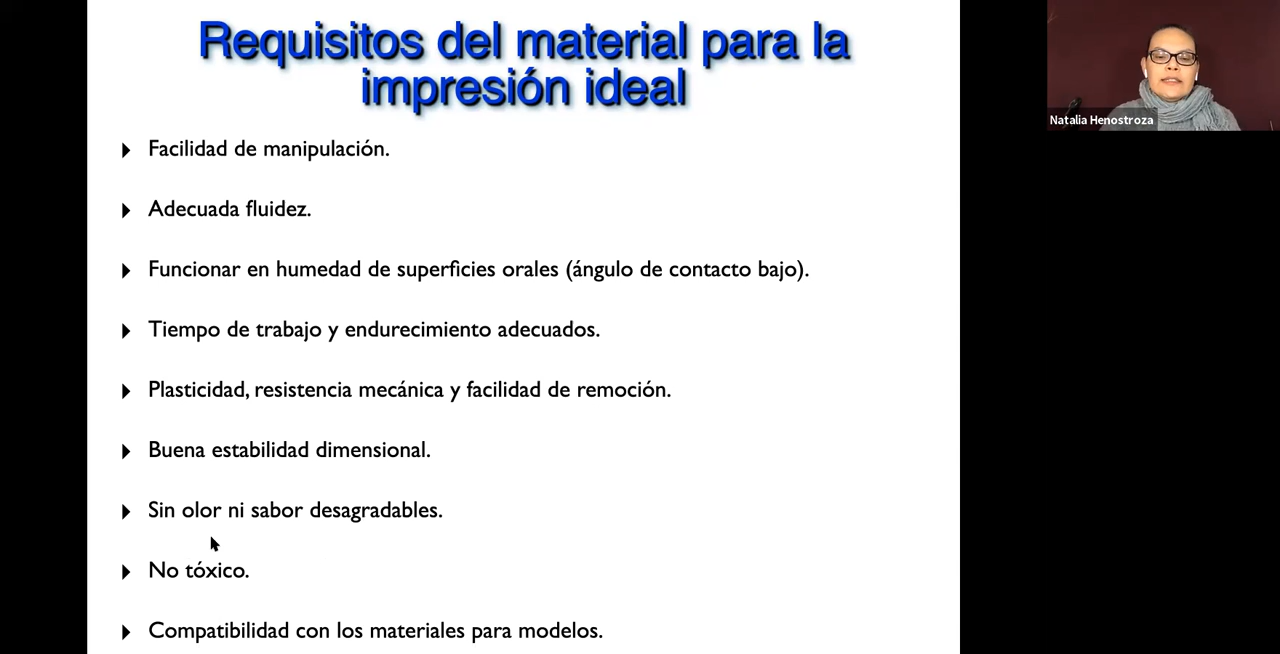 Requisitos del material para la
impresión ideal
Facilidad de manipulación.
Adecuada fluidez.
Funcionar en humedad de superficies orales (ángulo de contacto bajo).
Tiempo de trabajo y endurecimiento adecuados.
Plasticidad, resistencia mecánica y facilidad de remoción.
Buena estabilidad dimensional.
Sin olor ni sabor desagradables.
No tóxico.
Compatibilidad con los materiales para modelos.
Natalia Henostroza